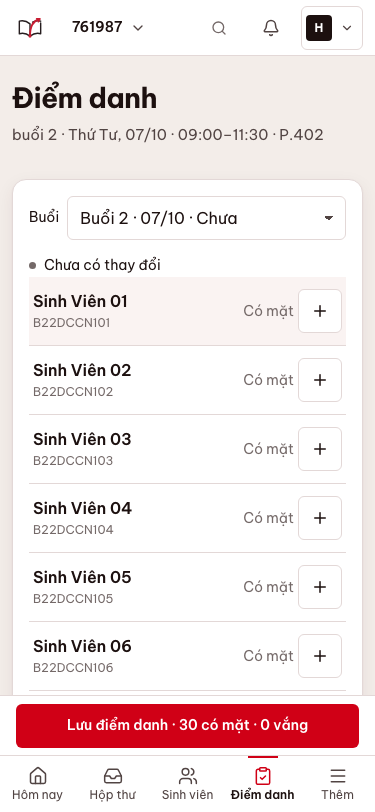 761987
H
Điểm danh
buổi 2 · Thứ Tư, 07/10 · 09:00–11:30 · P.402
Buổi
Buổi 2 · 07/10 · Chưa
Chưa có thay đổi
Sinh Viên 01
B22DCCN101
Có mặt
Sinh Viên 02
B22DCCN102
Có mặt
Sinh Viên 03
B22DCCN103
Có mặt
Sinh Viên 04
B22DCCN104
Có mặt
Sinh Viên 05
B22DCCN105
Có mặt
Sinh Viên 06
B22DCCN106
Có mặt
Lưu điểm danh · 30 có mặt · 0 vắng
Hôm nay
Hộp thư
Sinh viên
Điểm danh
Thêm